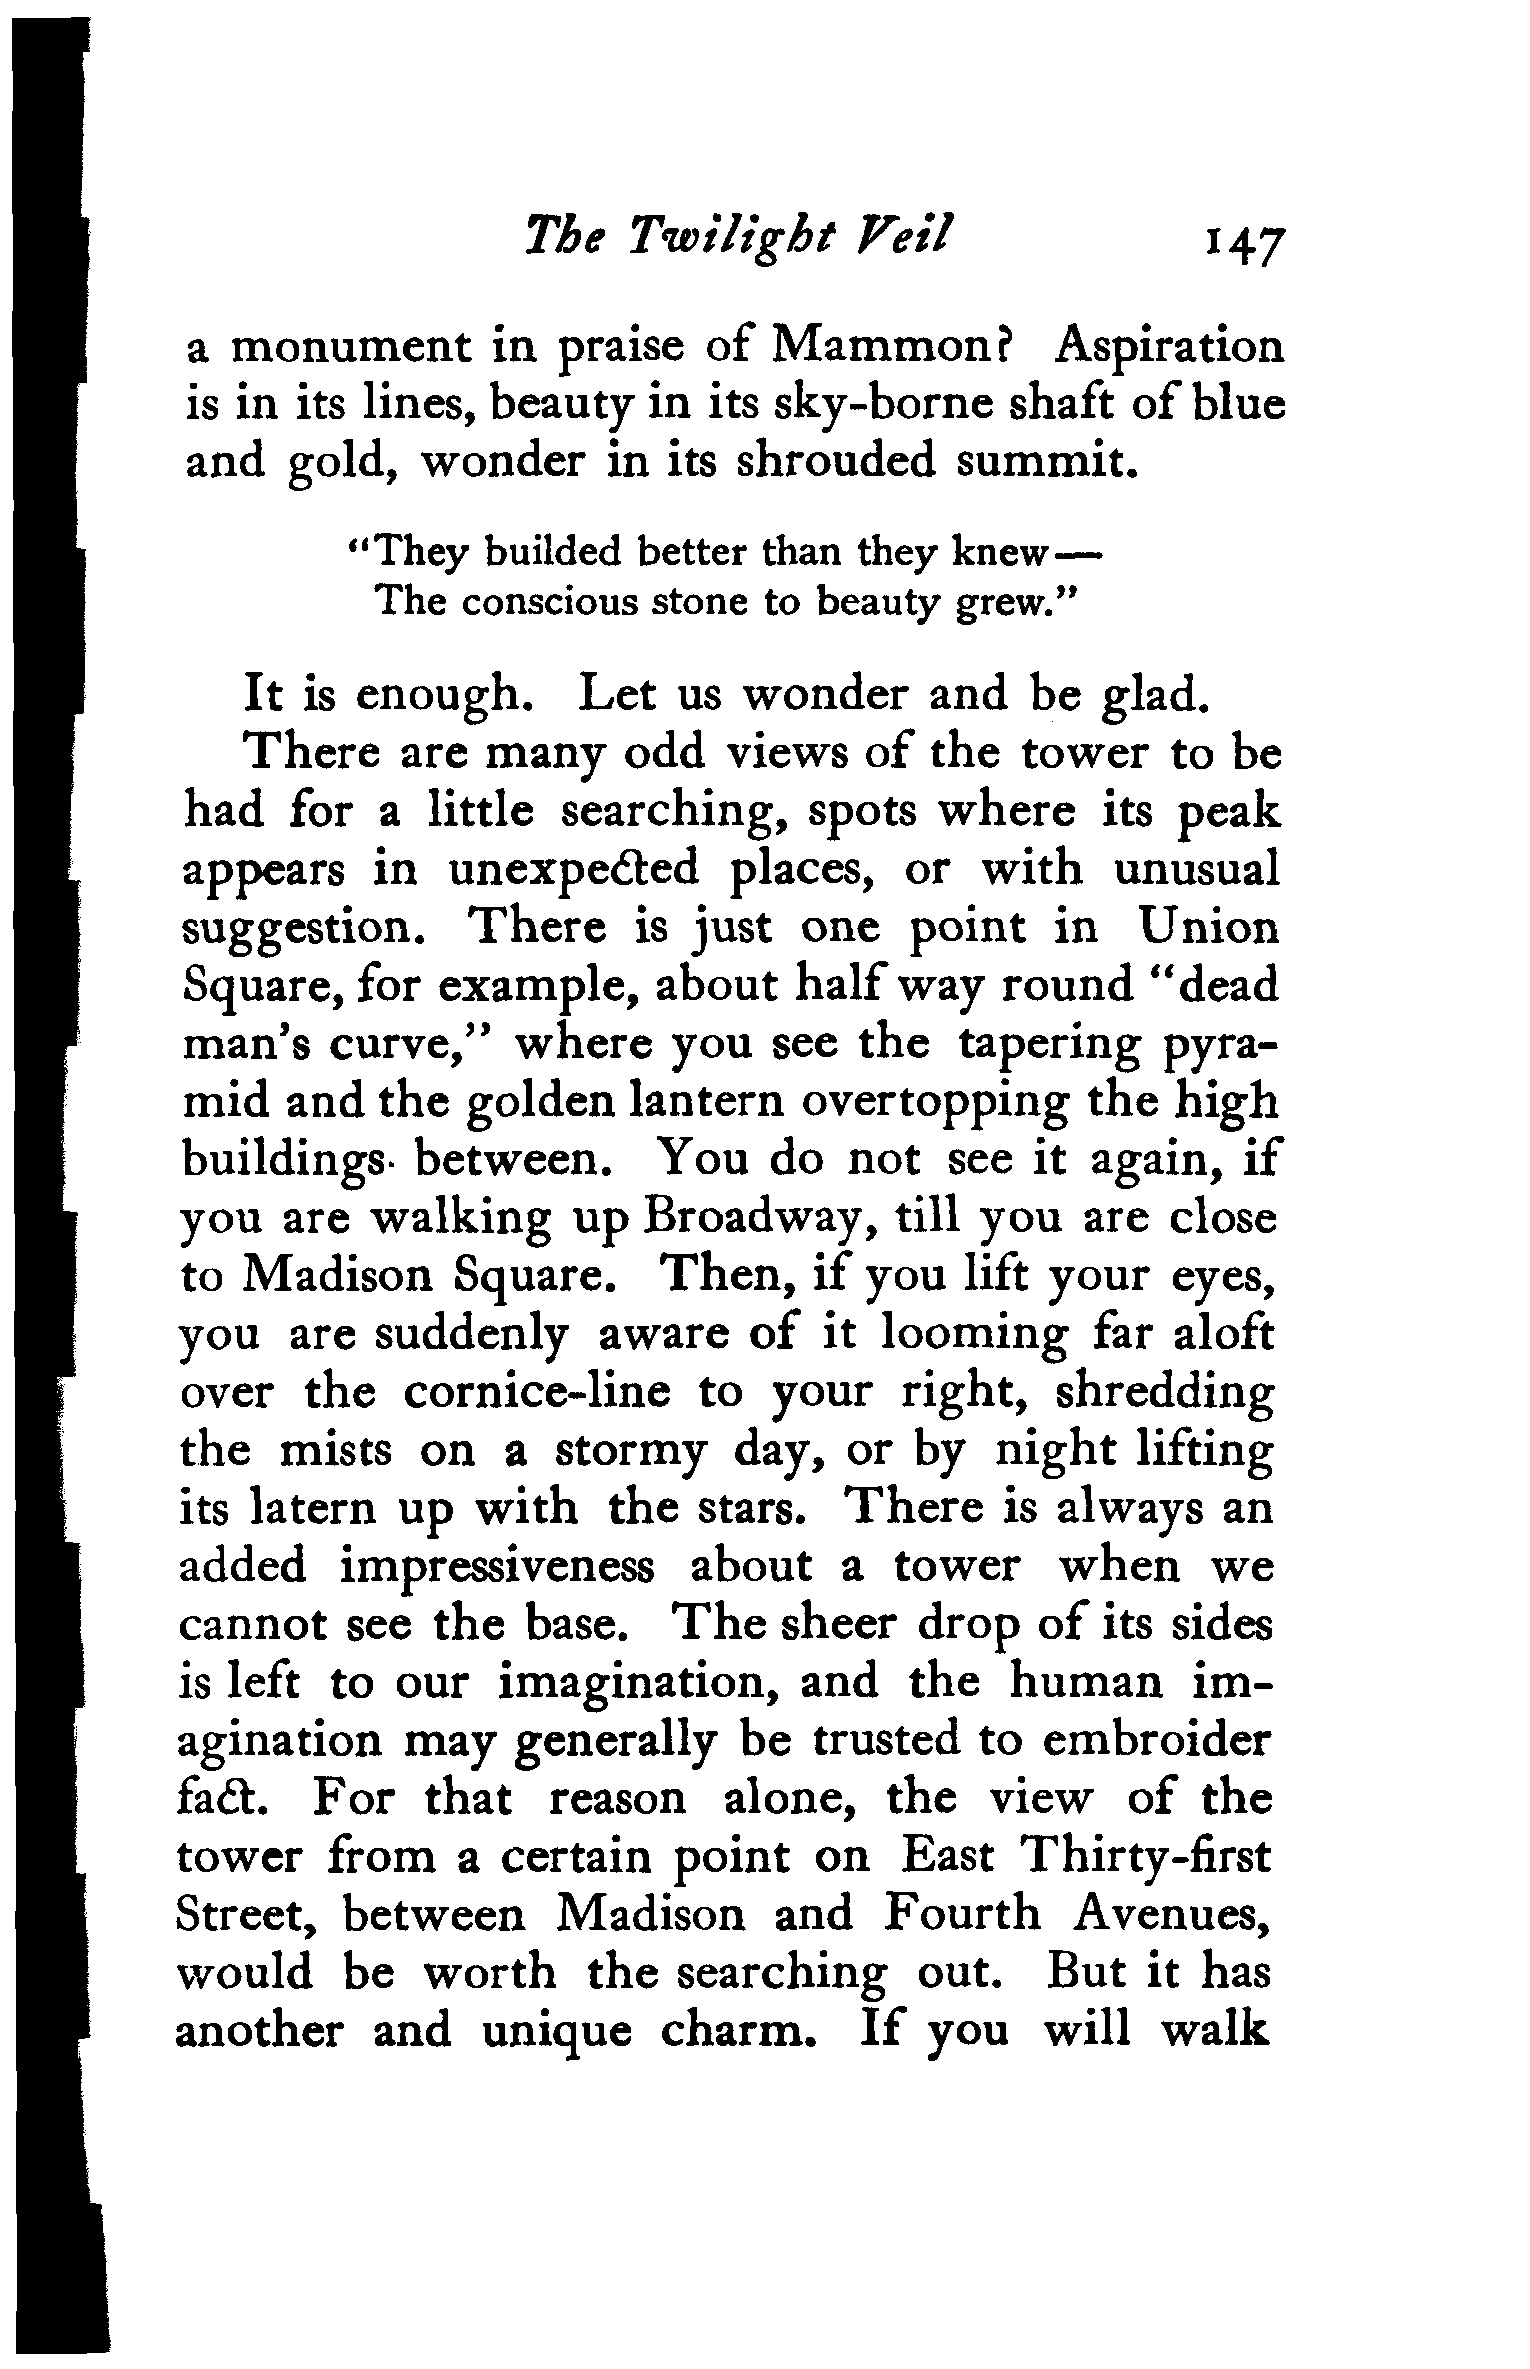 The Twilight Veil 147
a monument in praise of Mammon? Aspiration
is in its lines, beauty in its sky-borne shaft of blue
and gold, wonder in its shrouded summit.
"They builded better than they knew—
The conscious stone to beauty grew."
It is enough. Let us wonder and be glad.
There are many odd views of the tower to be
had for a little searching, spots where its peak
appears in unexpected places, or with unusual
suggestion. There is just one point in Union
Square, for example, about half way round "dead
man's curve," where you see the tapering pyra-
mid and the golden lantern overtopping the high
buildings between. You do not see it again, if
you are walking up Broadway, till you are close
to Madison Square. Then, if you lift your eyes,
you are suddenly aware of it looming far aloft
over the cornice-line to your right, shredding
the mists on a stormy day, or by night lifting
its latern up with the stars. There is always an
added impressiveness about a tower when we
cannot see the base. The sheer drop of its sides
is left to our imagination, and the human im-
agination may generally be trusted to embroider
fact. For that reason alone, the view of the
tower from a certain point on East Thirty-first
Street, between Madison and Fourth Avenues,
would be worth the searching out. But it has
another and unique charm. If you will walk